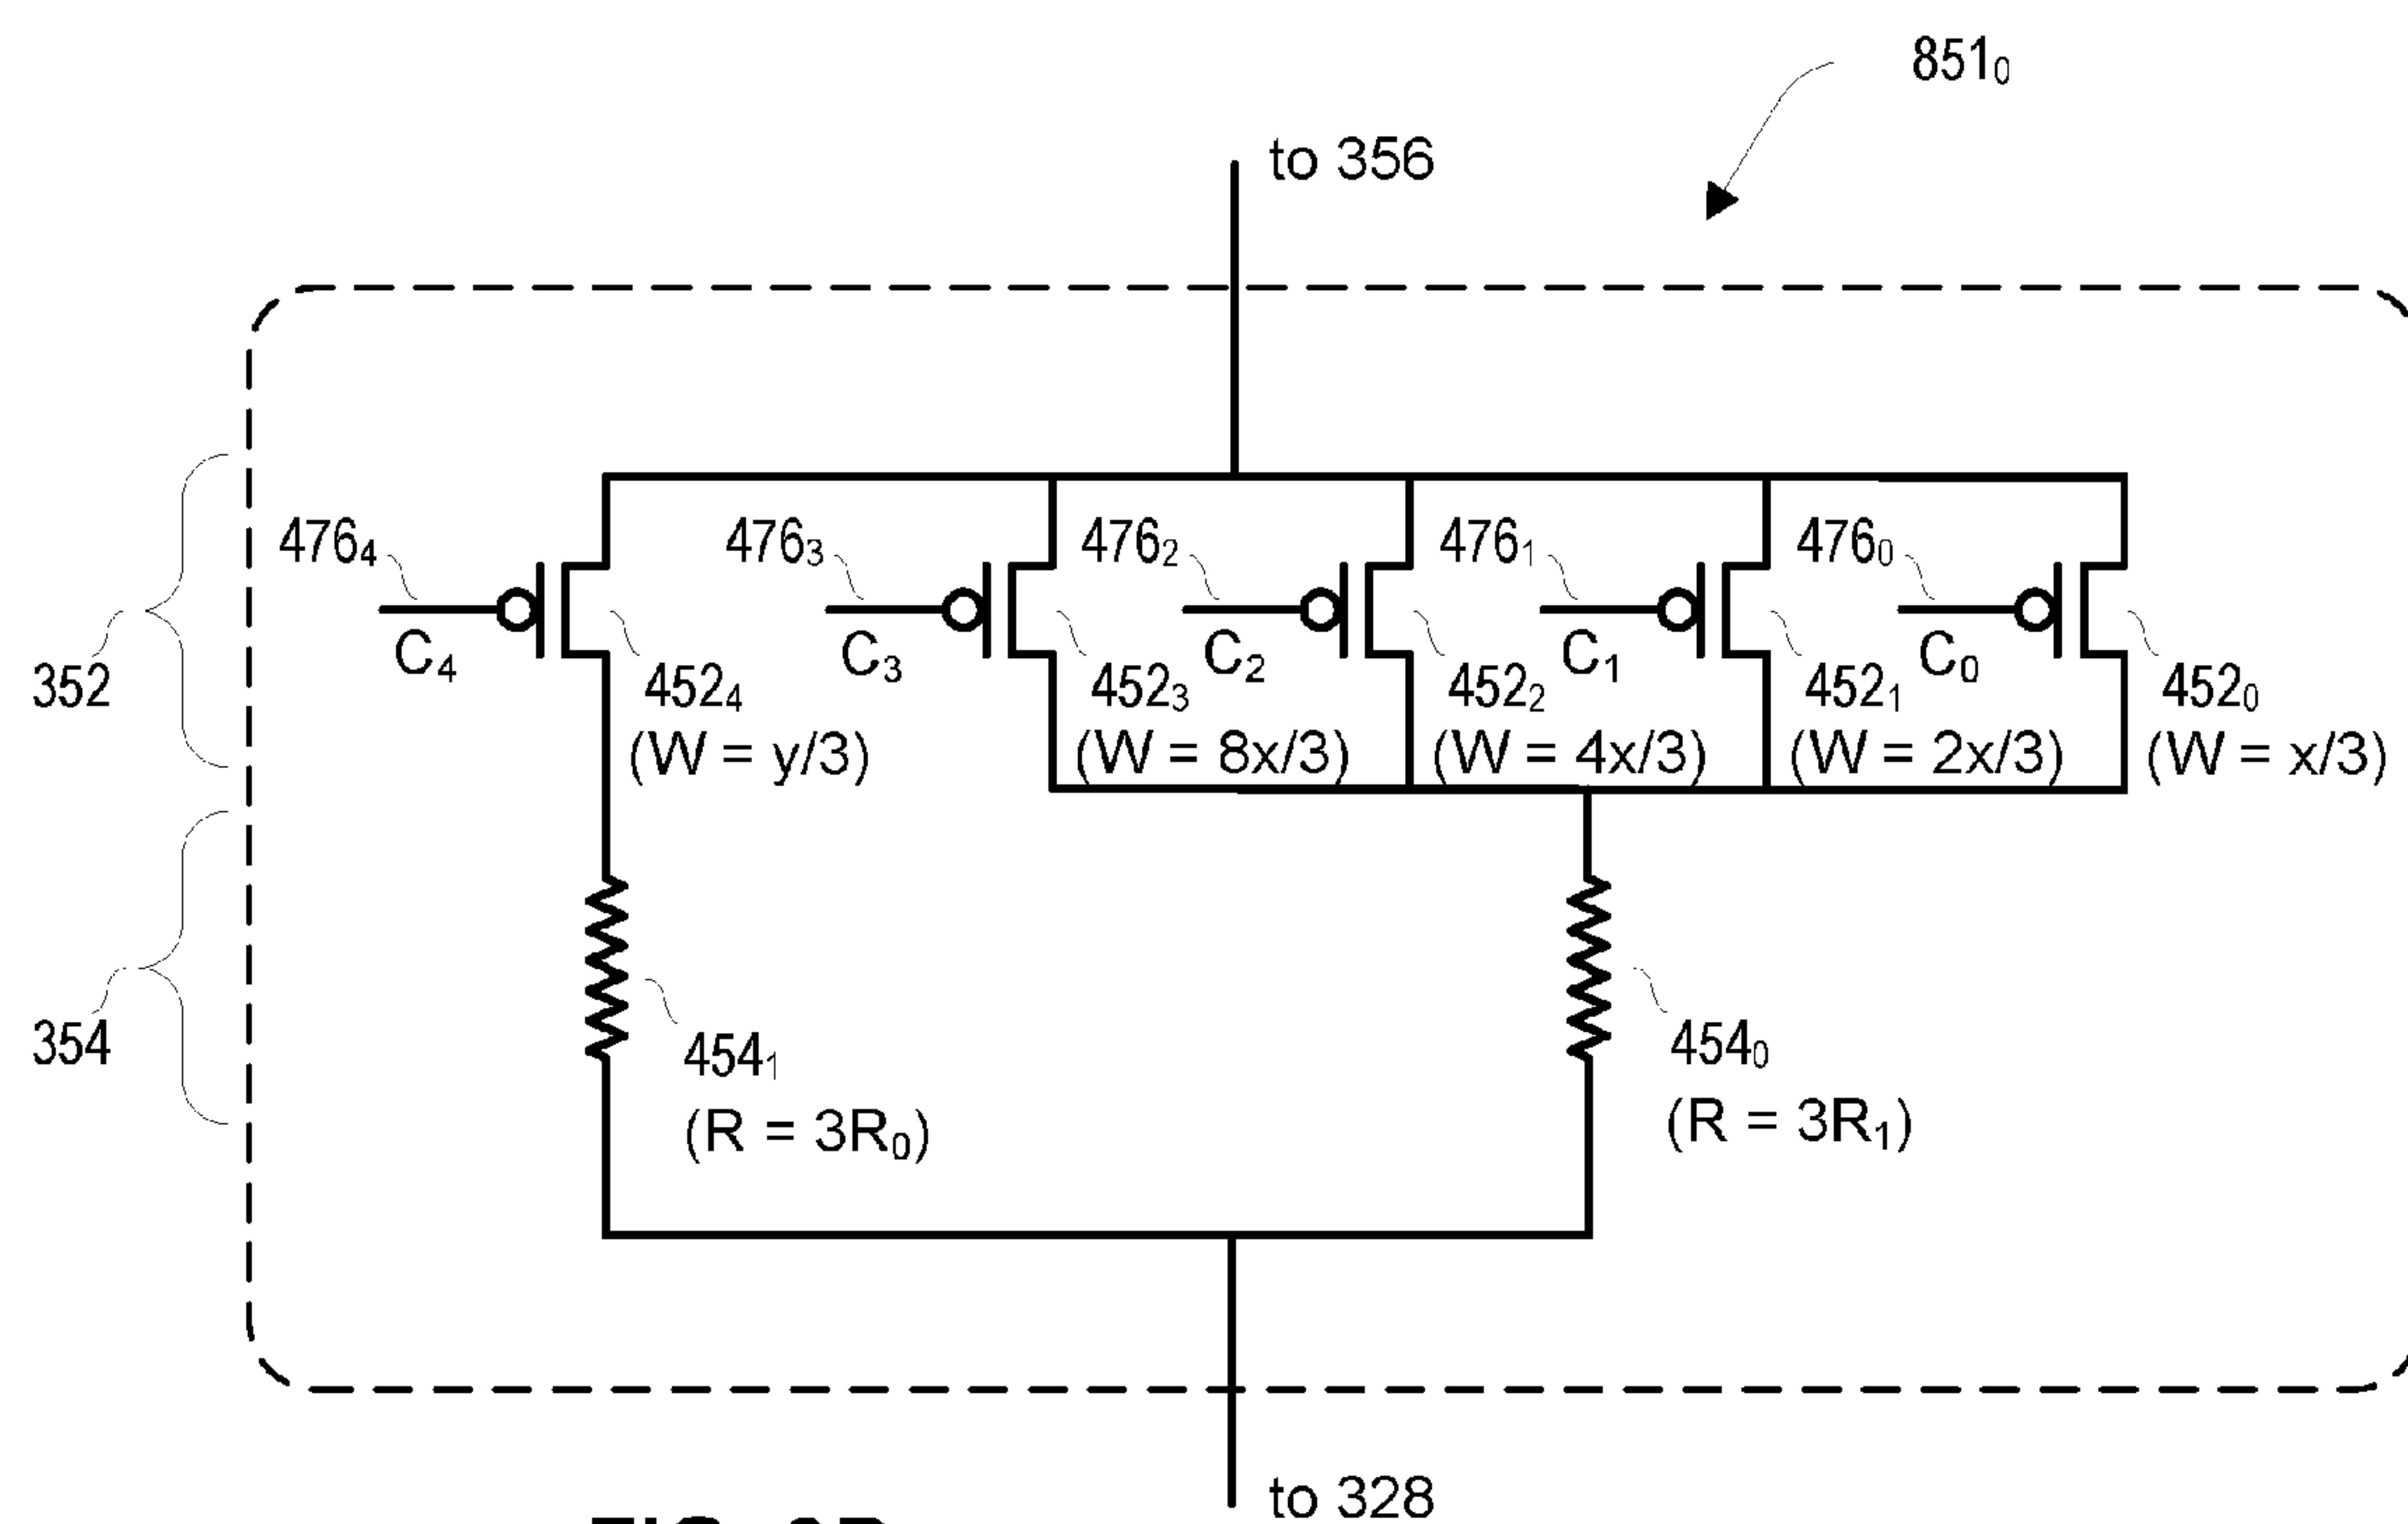 851₀
to 356
476₄ 476₃ 476₂ 476₁ 476₀
C₄ C₃ C₂ C₁ C₀
352
452₄ 452₃ 452₂ 452₁ 452₀
(W = y/3) (W = 8x/3) (W = 4x/3) (W = 2x/3) (W = x/3)
354
454₁ 454₀
(R = 3R₀) (R = 3R₁)
to 328